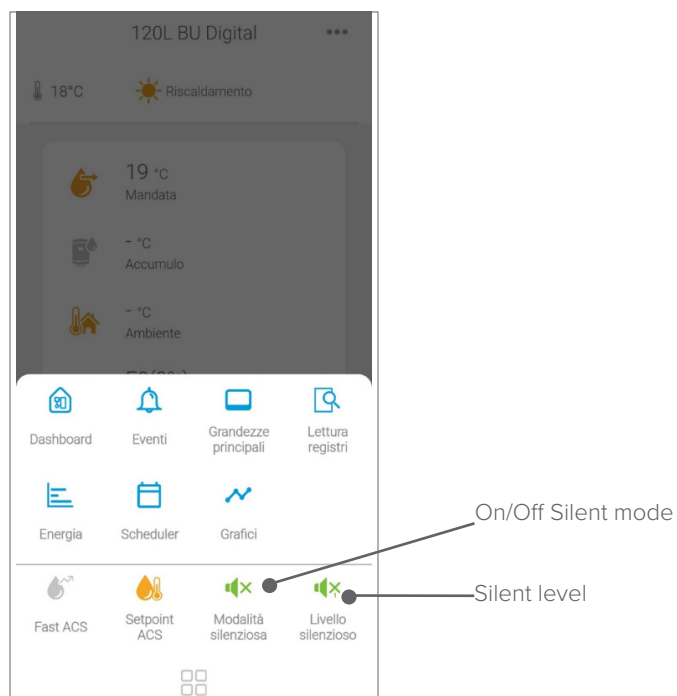 120L BU Digital
18°C
Riscaldamento
19 °C
Mandata
- °C
Accumulo
- °C
Ambiente
Dashboard
Eventi
Grandezze
principali
Lettura
registri
Energia
Scheduler
Grafici
On/Off Silent mode
Silent level
Fast ACS
Setpoint
ACS
Modalità
silenziosa
Livello
silenzioso